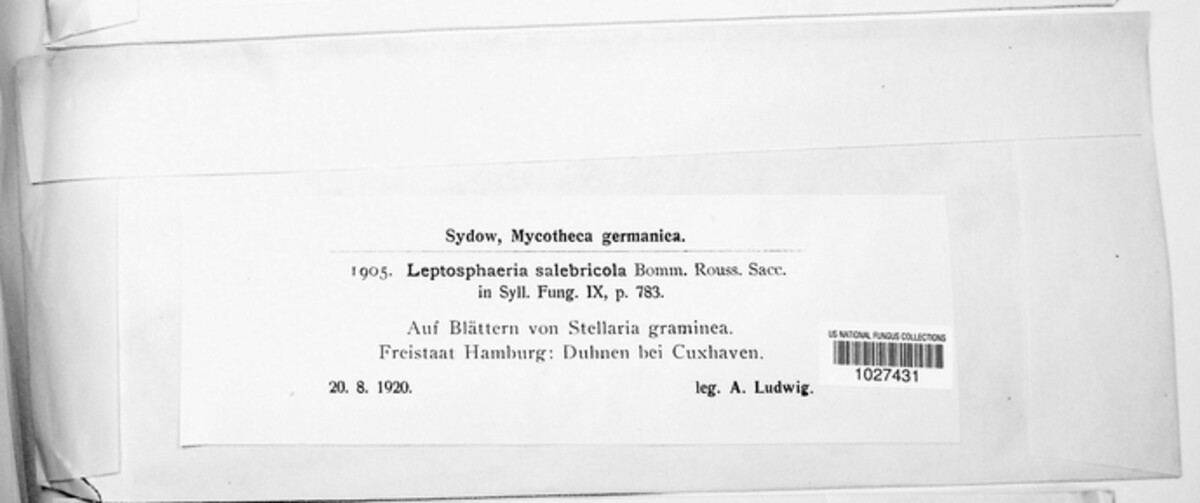 Sydow, Mycotheca germanica.
1905. Leptosphaeria salebricola Bomm. Rouss. Sacc.
in Syll. Fung. IX, p. 783.
Auf Blättern von Stellaria graminea.
Freistaat Hamburg: Duhnen bei Cuxhaven.
20. 8. 1920. leg. A. Ludwig.
US NATIONAL FUNGUS COLLECTIONS
1027431